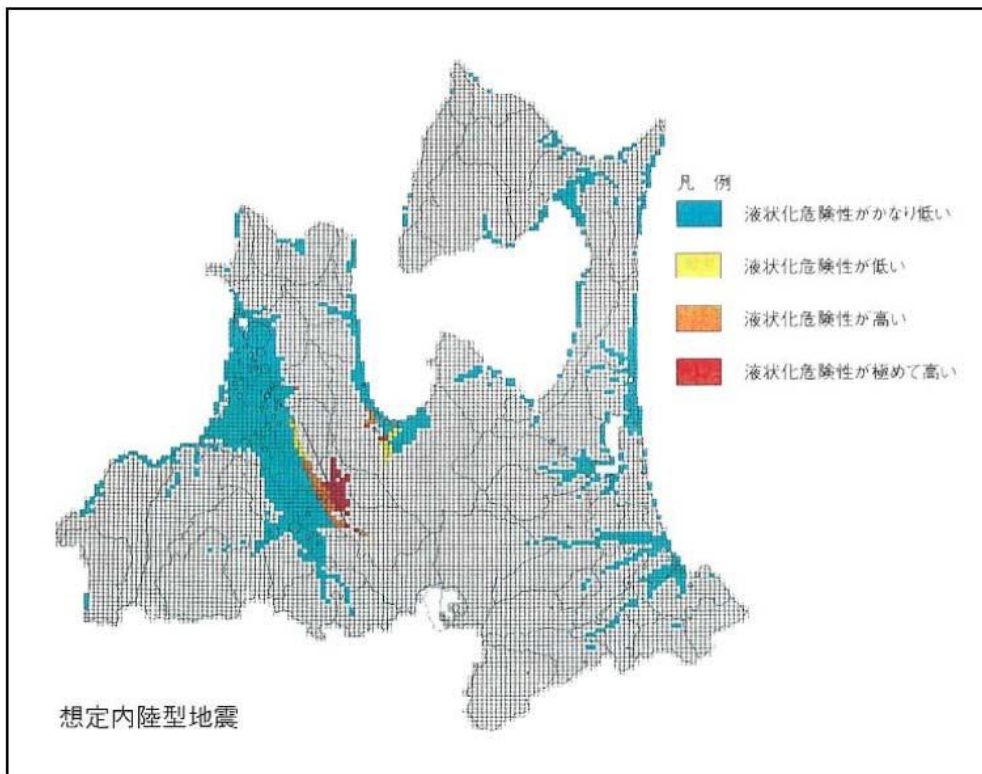 凡 例
液状化危険性がかなり低い
液状化危険性が低い
液状化危険性が高い
液状化危険性が極めて高い
想定内陸型地震